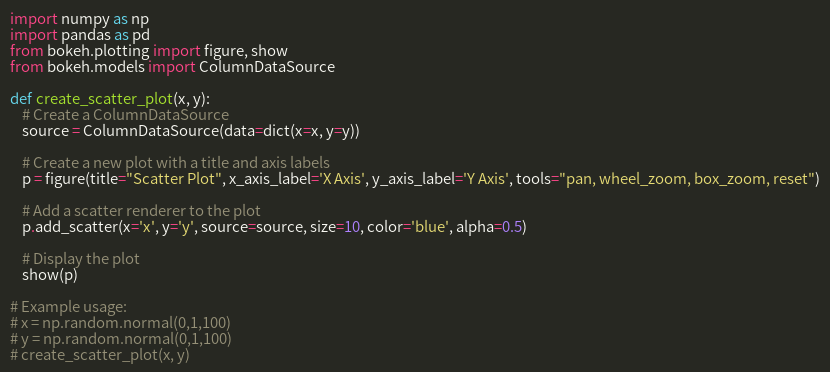 import numpy as np
import pandas as pd
from bokeh.plotting import figure, show
from bokeh.models import ColumnDataSource

def create_scatter_plot(x, y):
    # Create a ColumnDataSource
    source = ColumnDataSource(data=dict(x=x, y=y))

    # Create a new plot with a title and axis labels
    p = figure(title="Scatter Plot", x_axis_label='X Axis', y_axis_label='Y Axis', tools="pan, wheel_zoom, box_zoom, reset")

    # Add a scatter renderer to the plot
    p.add_scatter(x='x', y='y', source=source, size=10, color='blue', alpha=0.5)

    # Display the plot
    show(p)

# Example usage:
# x = np.random.normal(0,1,100)
# y = np.random.normal(0,1,100)
# create_scatter_plot(x, y)